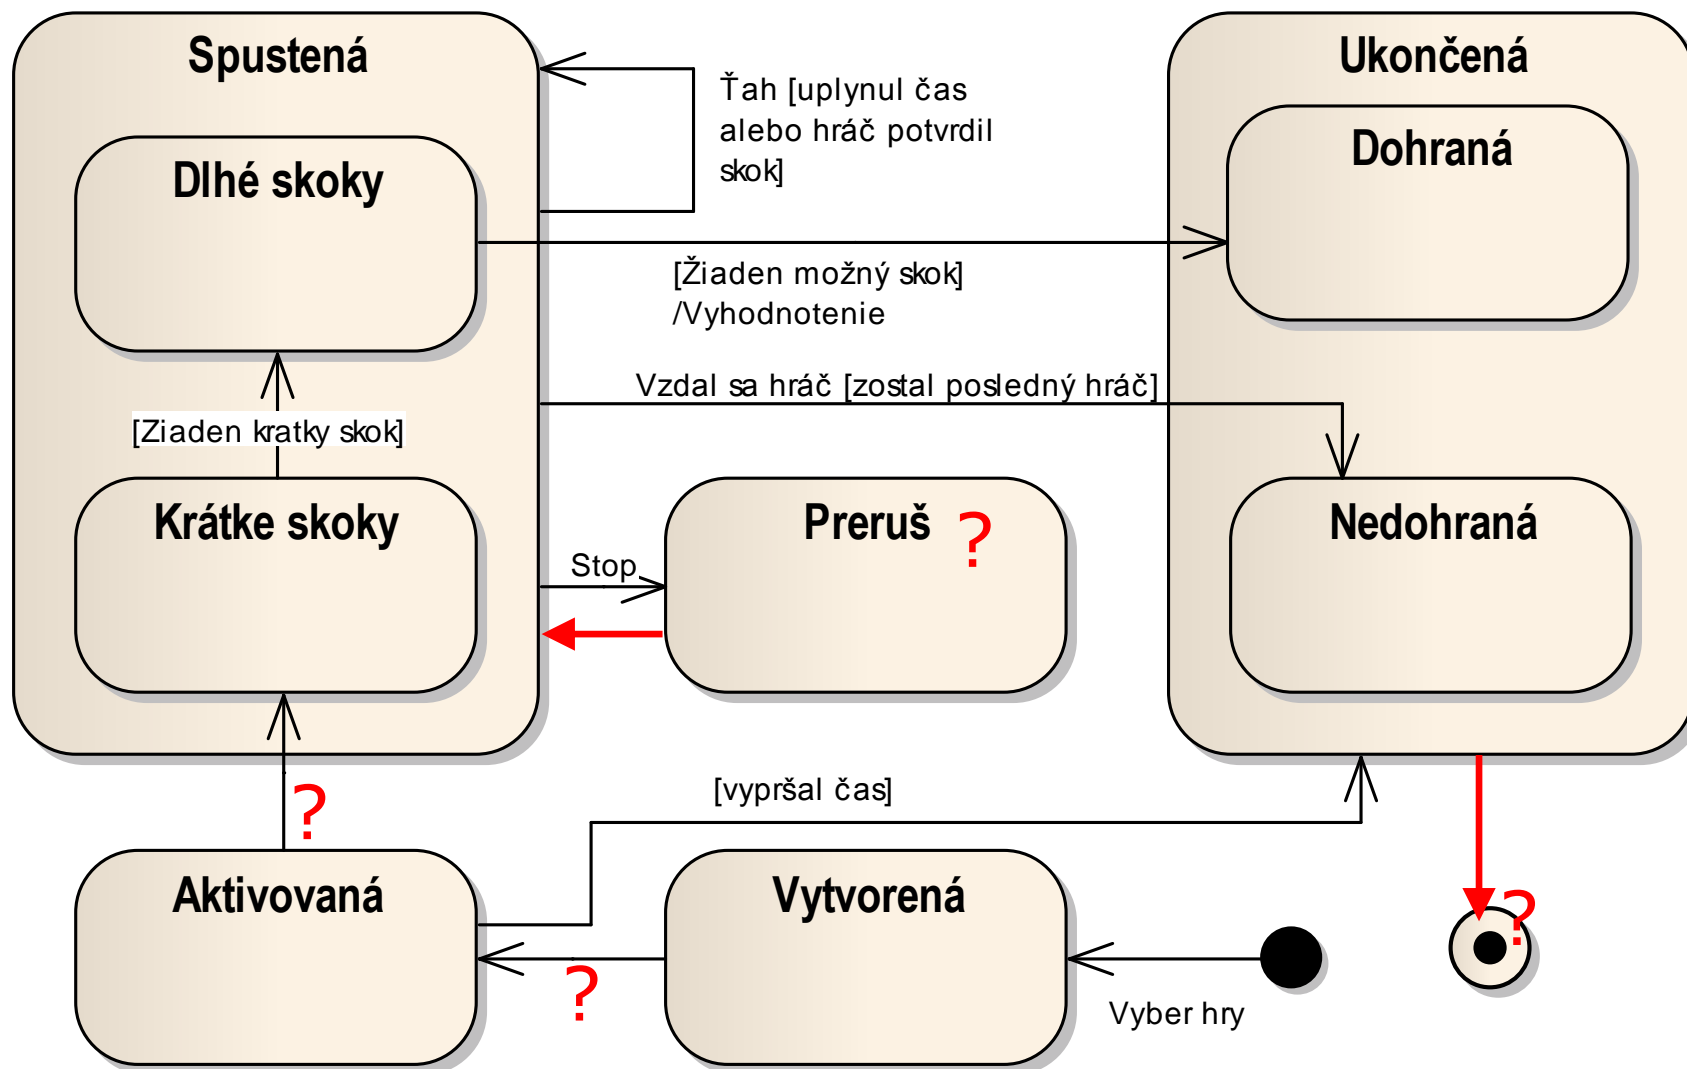 Spustená
Ukončená
Ťah [uplynul čas
alebo hráč potvrdil
skok]
Dohraná
Dlhé skoky
[Žiaden možný skok]
/Vyhodnotenie
Vzdal sa hráč [zostal posledný hráč]
[Ziaden kratky skok]
Krátke skoky
Preruš ?
Nedohraná
Stop
[vypršal čas]
?
Aktivovaná
Vytvorená
?
?
Vyber hry